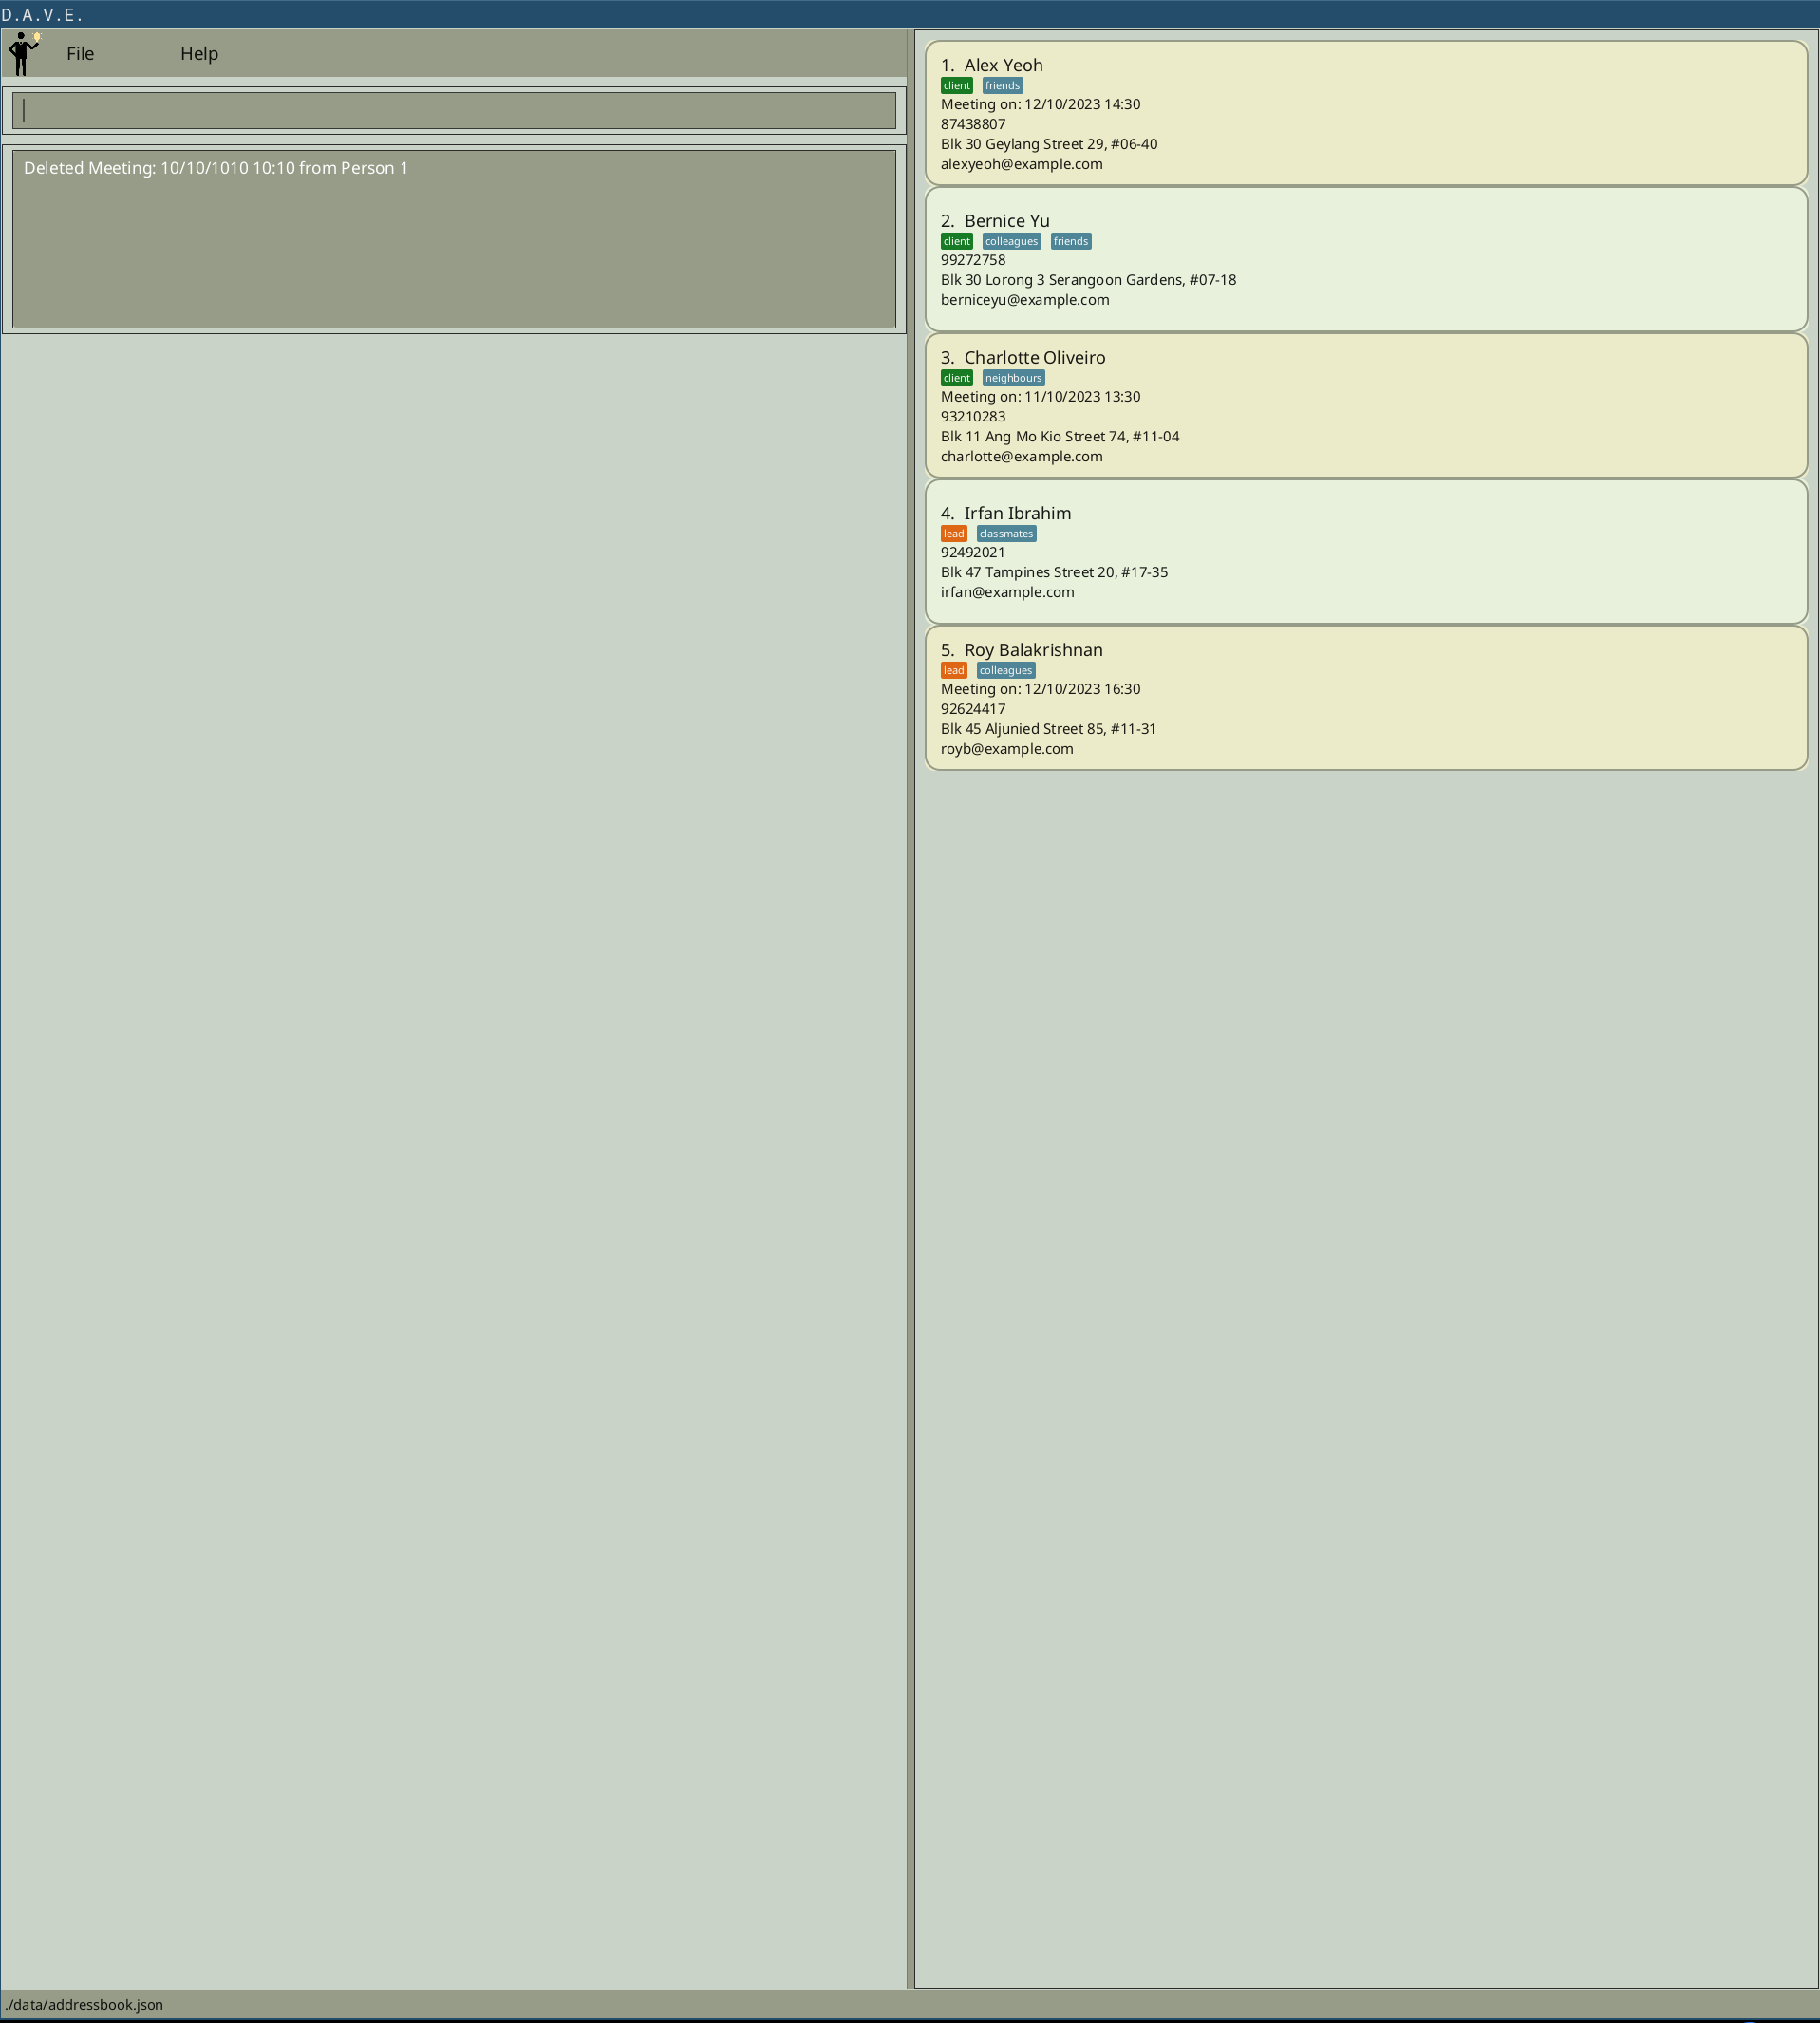 D.A.V.E.
File Help
Deleted Meeting: 10/10/1010 10:10 from Person 1
1. Alex Yeoh
client friends
Meeting on: 12/10/2023 14:30
87438807
Blk 30 Geylang Street 29, #06-40
alexyeoh@example.com
2. Bernice Yu
client colleagues friends
99272758
Blk 30 Lorong 3 Serangoon Gardens, #07-18
berniceyu@example.com
3. Charlotte Oliveiro
client neighbours
Meeting on: 11/10/2023 13:30
93210283
Blk 11 Ang Mo Kio Street 74, #11-04
charlotte@example.com
4. Irfan Ibrahim
lead classmates
92492021
Blk 47 Tampines Street 20, #17-35
irfan@example.com
5. Roy Balakrishnan
lead colleagues
Meeting on: 12/10/2023 16:30
92624417
Blk 45 Aljunied Street 85, #11-31
royb@example.com
./data/addressbook.json